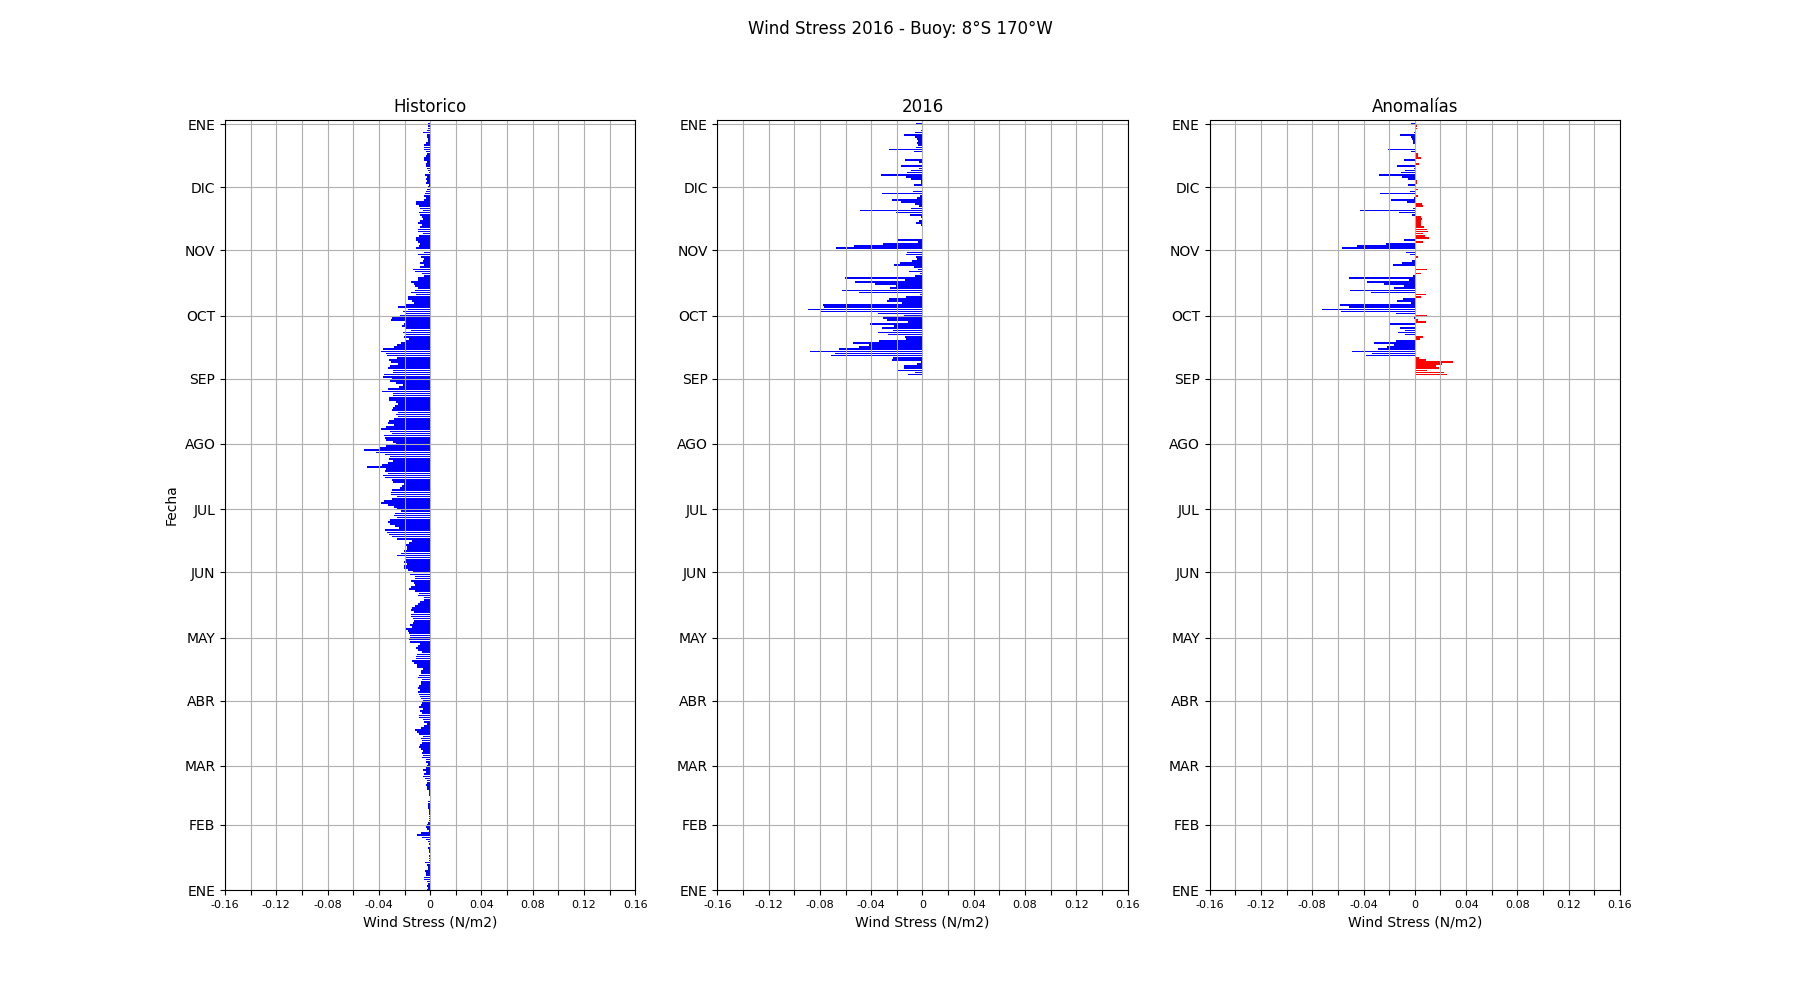 Wind Stress 2016 - Buoy: 8°S 170°W
Historico
2016
Anomalías
ENE
DIC
NOV
OCT
SEP
AGO
JUL
JUN
MAY
ABR
MAR
FEB
ENE
Fecha
-0.16 -0.12 -0.08 -0.04 0 0.04 0.08 0.12 0.16
Wind Stress (N/m2)
ENE
DIC
NOV
OCT
SEP
AGO
JUL
JUN
MAY
ABR
MAR
FEB
ENE
-0.16 -0.12 -0.08 -0.04 0 0.04 0.08 0.12 0.16
Wind Stress (N/m2)
ENE
DIC
NOV
OCT
SEP
AGO
JUL
JUN
MAY
ABR
MAR
FEB
ENE
-0.16 -0.12 -0.08 -0.04 0 0.04 0.08 0.12 0.16
Wind Stress (N/m2)